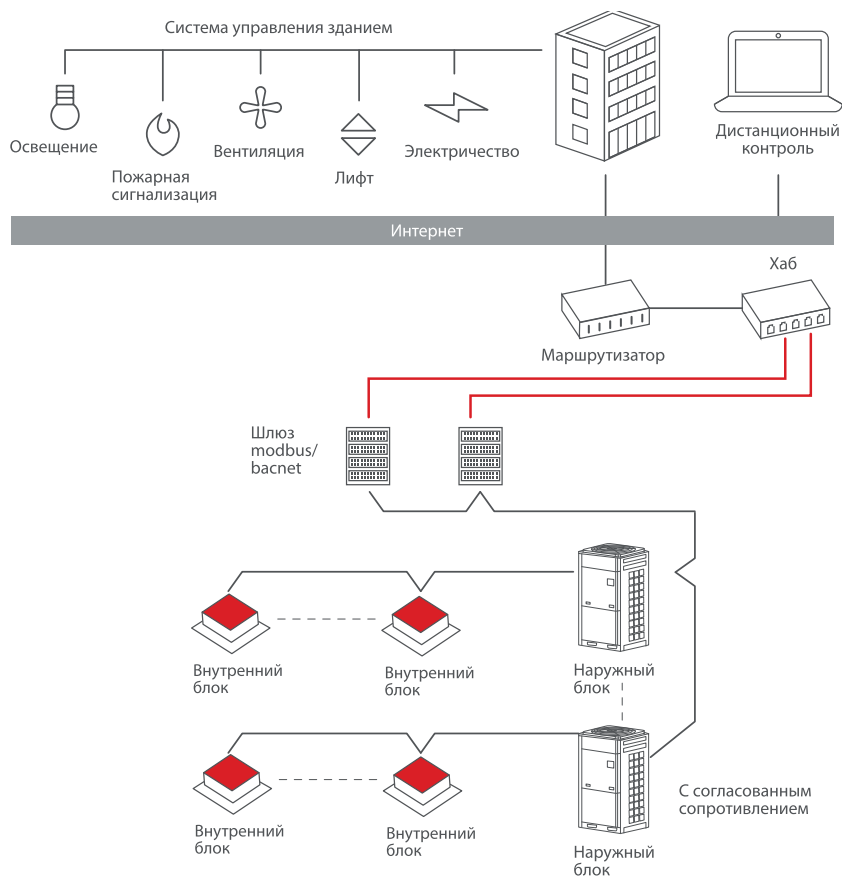 Система управления зданием
Освещение
Пожарная
сигнализация
Вентиляция
Лифт
Электричество
Дистанционный
контроль
Интернет
Хаб
Маршрутизатор
Шлюз
modbus/
bacnet
Внутренний
блок
Внутренний
блок
Наружный
блок
Внутренний
блок
Внутренний
блок
Наружный
блок
С согласованным
сопротивлением